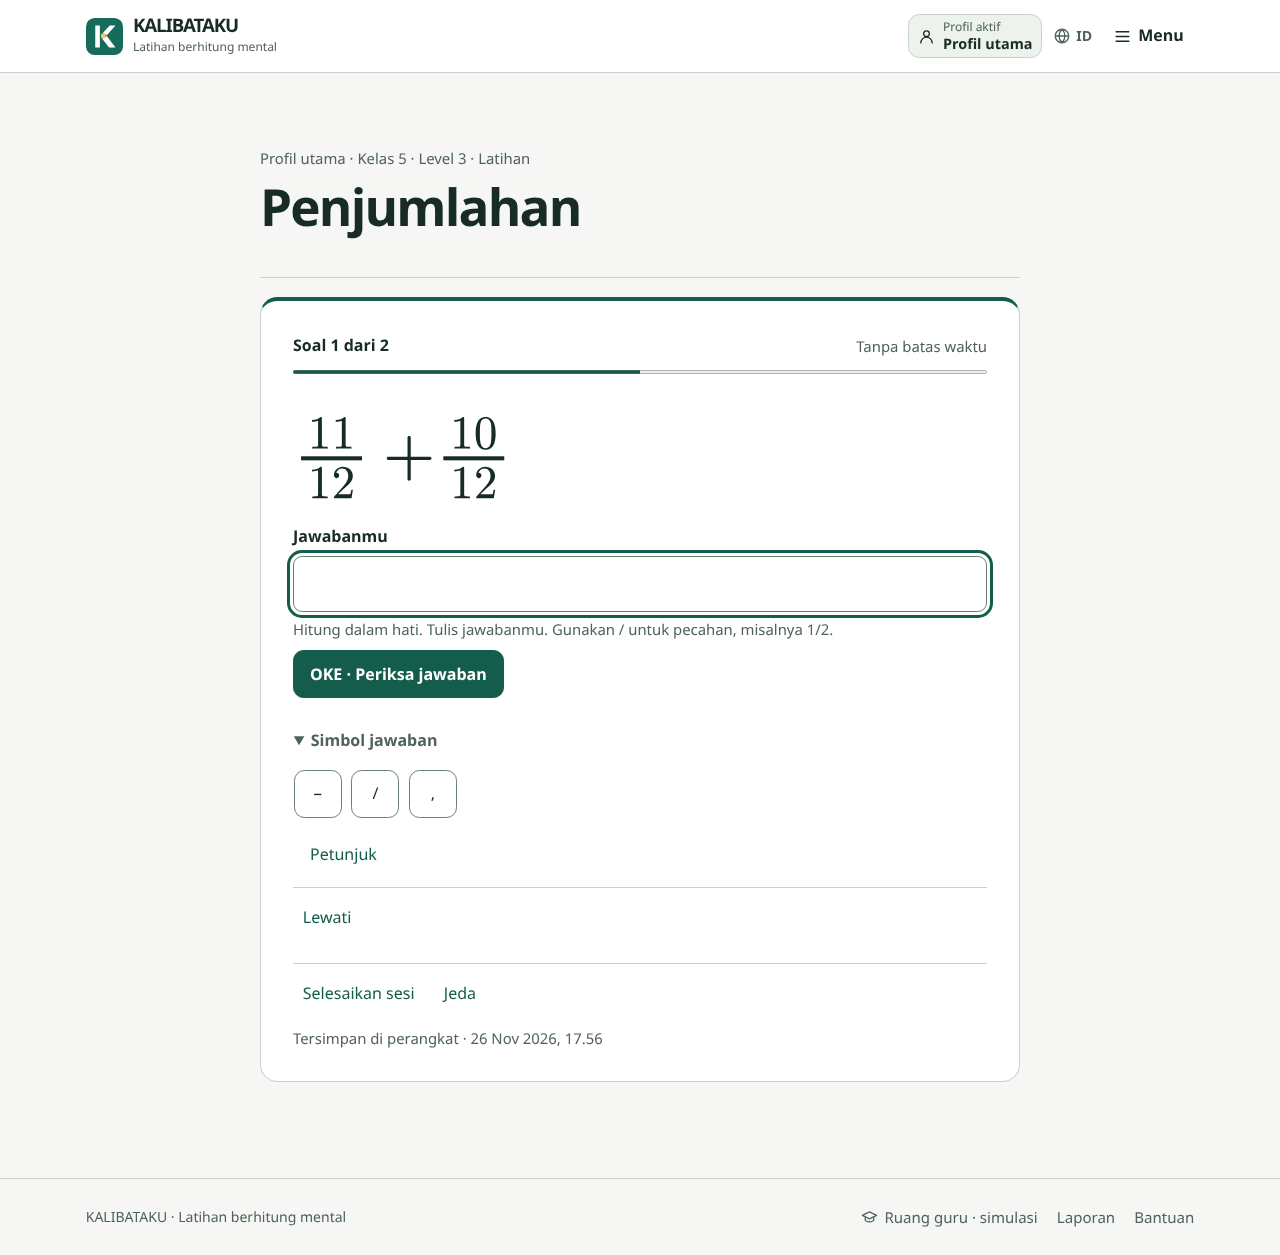 KALIBATAKU
Latihan berhitung mental
Profil aktif
Profil utama
ID
Menu
Profil utama · Kelas 5 · Level 3 · Latihan
Penjumlahan
Soal 1 dari 2
Tanpa batas waktu
11/12 + 10/12
Jawabanmu
Hitung dalam hati. Tulis jawabanmu. Gunakan / untuk pecahan, misalnya 1/2.
OKE · Periksa jawaban
▼ Simbol jawaban
− / ,
Petunjuk
Lewati
Selesaikan sesi Jeda
Tersimpan di perangkat · 26 Nov 2026, 17.56
KALIBATAKU · Latihan berhitung mental
Ruang guru · simulasi Laporan Bantuan